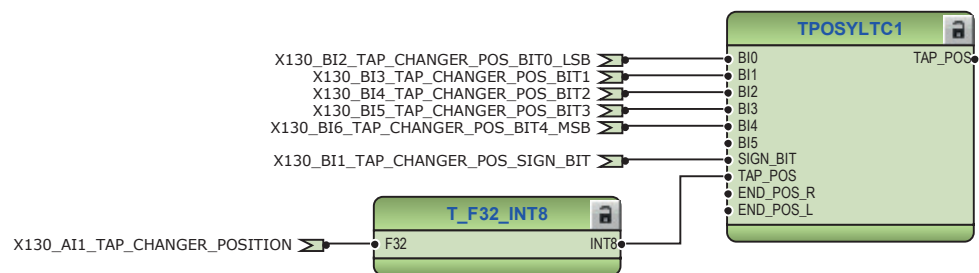 TPOSYLTC1
X130_BI2_TAP_CHANGER_POS_BIT0_LSB BI0 TAP_POS
X130_BI3_TAP_CHANGER_POS_BIT1 BI1
X130_BI4_TAP_CHANGER_POS_BIT2 BI2
X130_BI5_TAP_CHANGER_POS_BIT3 BI3
X130_BI6_TAP_CHANGER_POS_BIT4_MSB BI4
BI5
X130_BI1_TAP_CHANGER_POS_SIGN_BIT SIGN_BIT
TAP_POS
END_POS_R
END_POS_L
T_F32_INT8
X130_AI1_TAP_CHANGER_POSITION F32 INT8